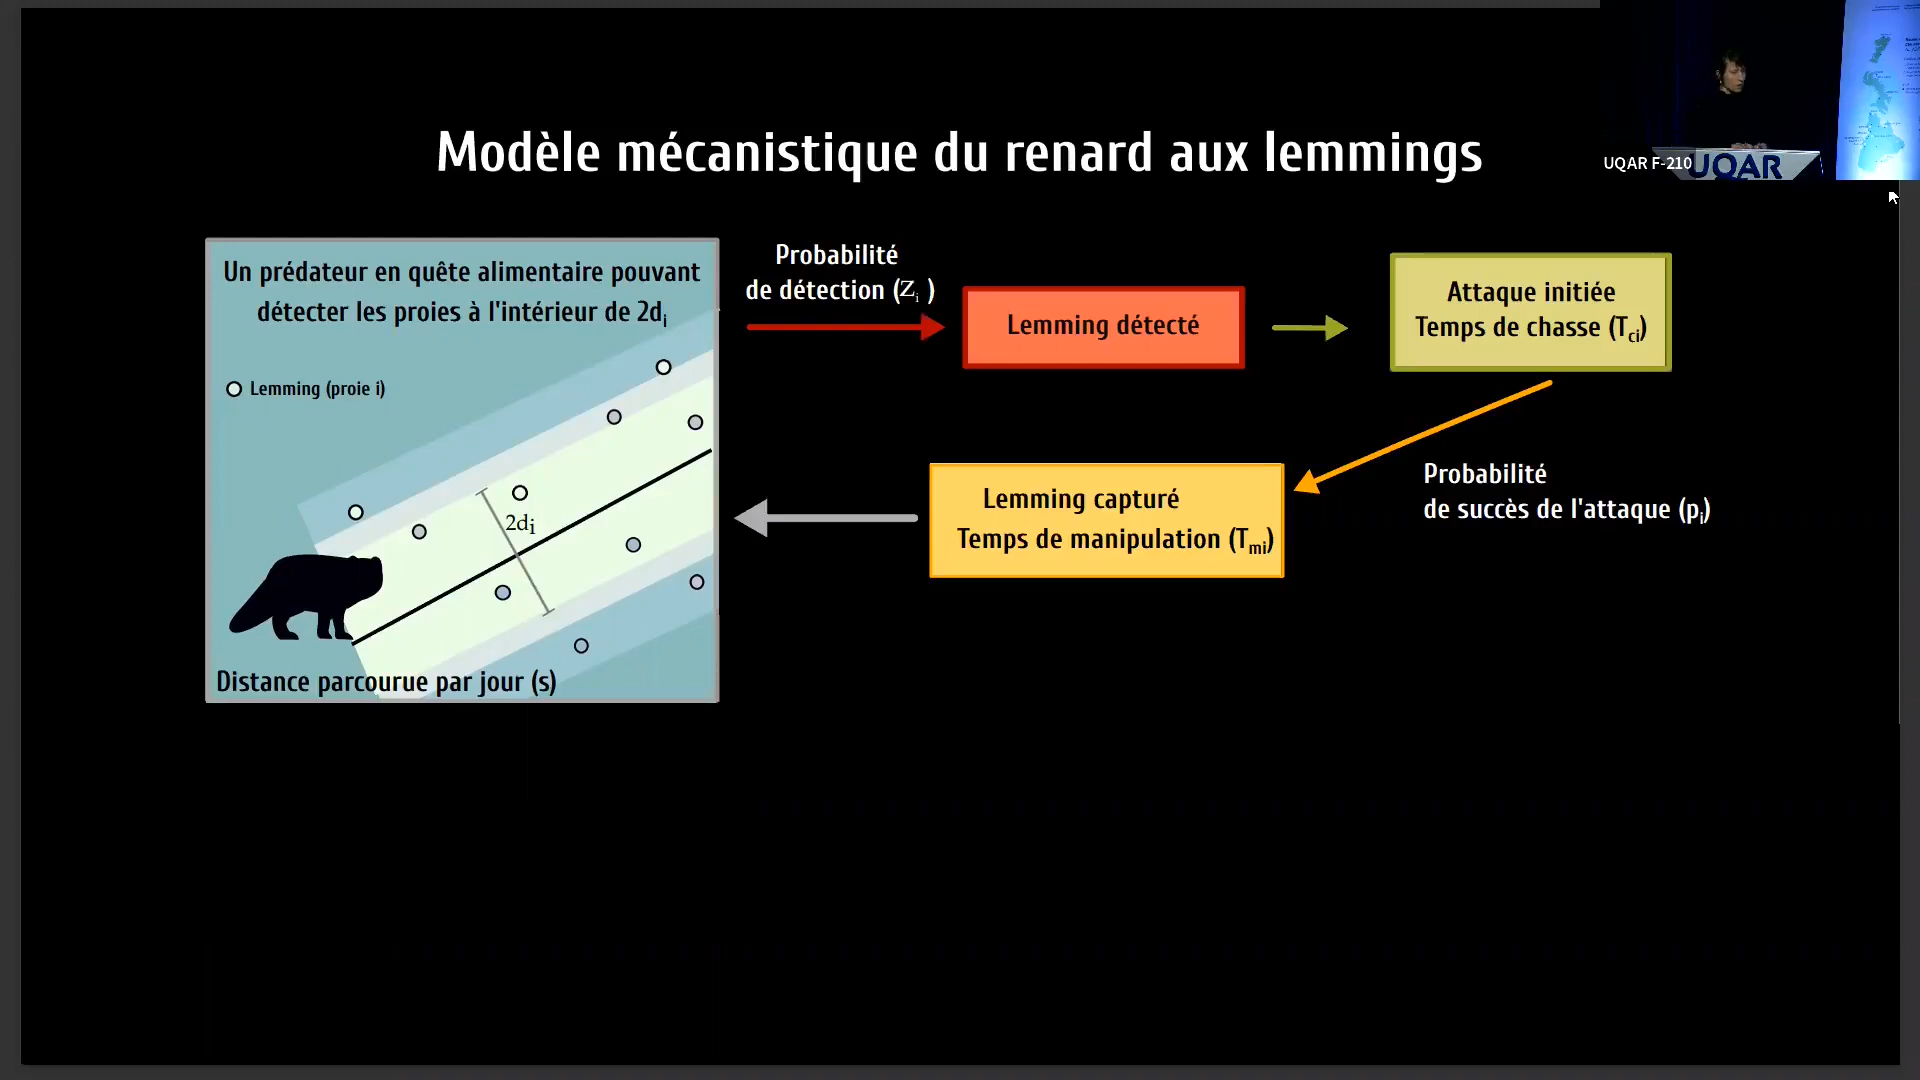 Modèle mécanistique du renard aux lemmings
UQAR F-210
UQAR
Un prédateur en quête alimentaire pouvant
détecter les proies à l'intérieur de 2dᵢ
Lemming (proie i)
2dᵢ
Distance parcourue par jour (s)
Probabilité
de détection (Zᵢ )
Lemming détecté
Attaque initiée
Temps de chasse (T꜀ᵢ)
Probabilité
de succès de l'attaque (pᵢ)
Lemming capturé
Temps de manipulation (Tₘᵢ)